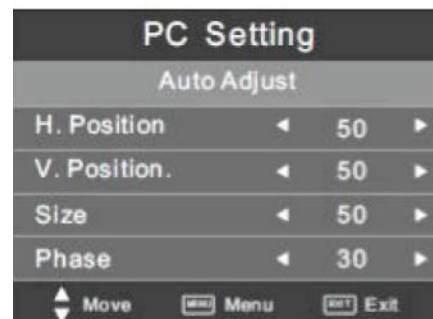 PC Setting
Auto Adjust
H. Position 50
V. Position. 50
Size 50
Phase 30
Move MENU Menu EXIT Exit